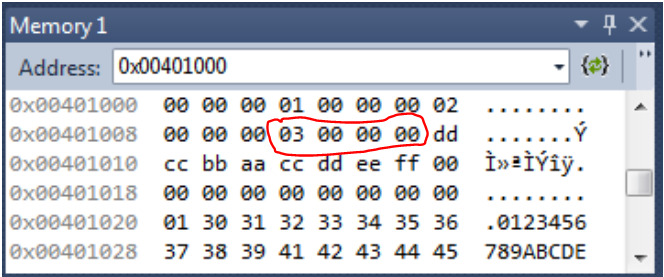 Memory 1
Address: 0x00401000
0x00401000 00 00 00 01 00 00 00 02 ........
0x00401008 00 00 00 03 00 00 00 dd .......Ý
0x00401010 cc bb aa cc dd ee ff 00 Ì»ªÌÝîÿ.
0x00401018 00 00 00 00 00 00 00 00 ........
0x00401020 01 30 31 32 33 34 35 36 .0123456
0x00401028 37 38 39 41 42 43 44 45 789ABCDE